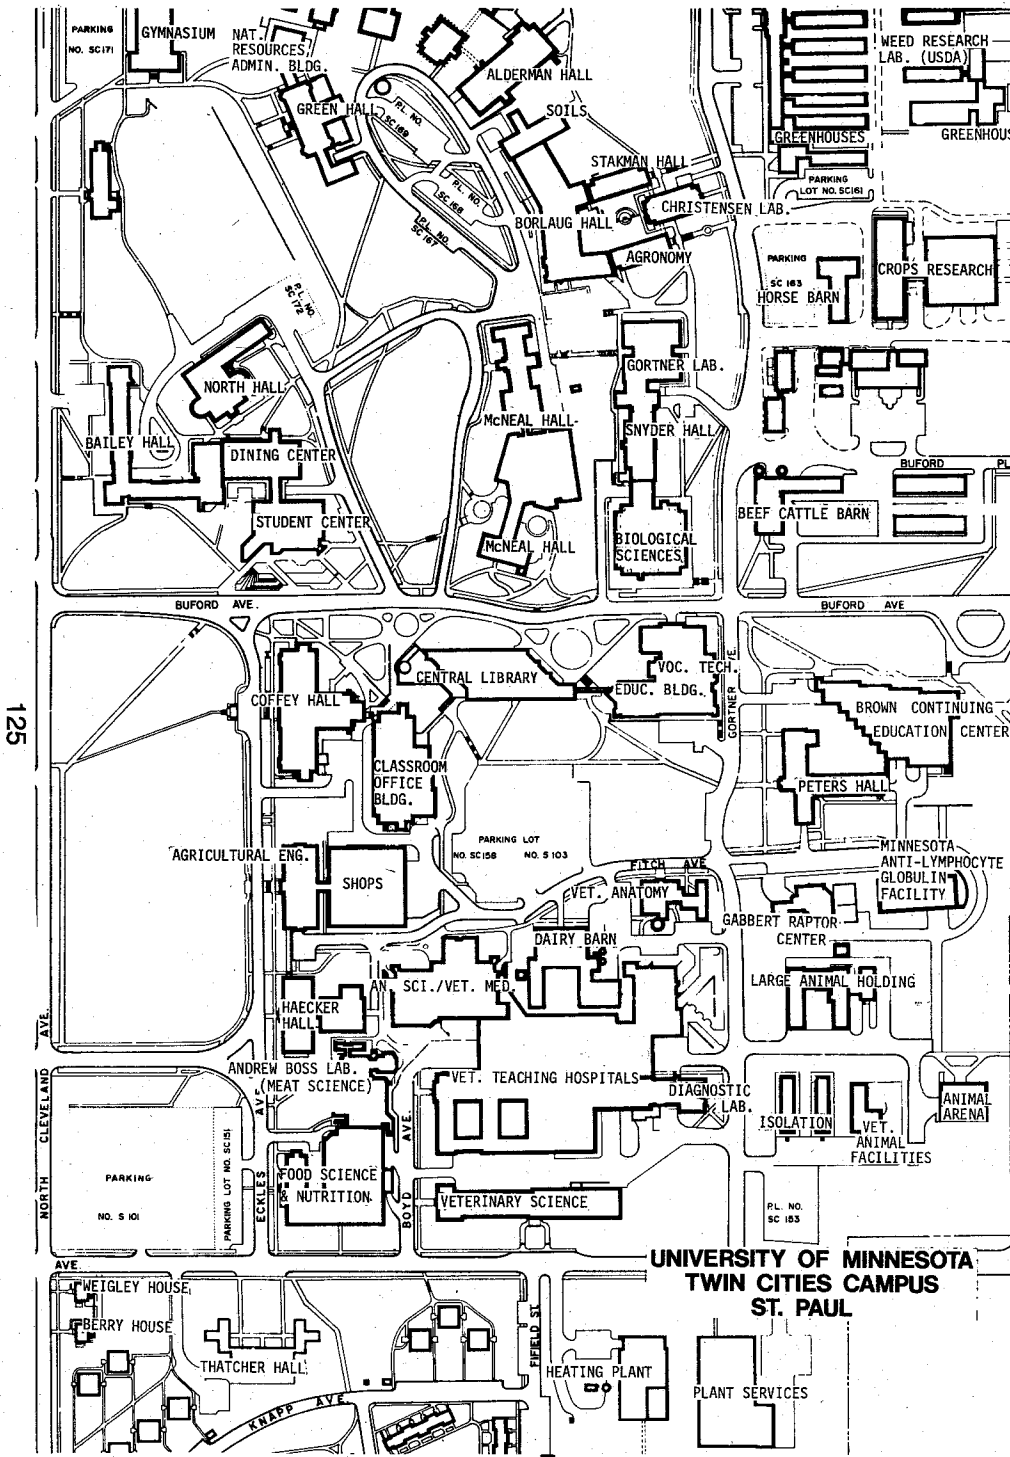 PARKING
NO. SC171
GYMNASIUM
NAT.
RESOURCES,
ADMIN. BLDG.
GREEN HALL
P.L. NO.
SC 169
ALDERMAN HALL
SOILS
WEED RESEARCH
LAB. (USDA)
GREENHOUSES
GREENHOUS
PARKING
LOT NO. SC161
STAKMAN HALL
CHRISTENSEN LAB.
P.L. NO.
SC 168
P.L. NO.
SC 167
BORLAUG HALL
AGRONOMY
PARKING
SC 163
HORSE BARN
CROPS RESEARCH
P.L. NO.
SC 172
NORTH HALL
GORTNER LAB.
McNEAL HALL
SNYDER HALL
BAILEY HALL
DINING CENTER
BUFORD PL
STUDENT CENTER
BEEF CATTLE BARN
McNEAL HALL
BIOLOGICAL
SCIENCES
BUFORD AVE.
BUFORD AVE
COFFEY HALL
CENTRAL LIBRARY
VOC. TECH.
EDUC. BLDG.
GORTNER AVE.
BROWN CONTINUING
EDUCATION CENTER
125
CLASSROOM
OFFICE
BLDG.
PETERS HALL
PARKING LOT
NO. SC158 NO. S 103
AGRICULTURAL ENG.
SHOPS
FITCH AVE
VET. ANATOMY
MINNESOTA
ANTI-LYMPHOCYTE
GLOBULIN
FACILITY
GABBERT RAPTOR
CENTER
DAIRY BARN
AN. SCI./VET. MED.
LARGE ANIMAL HOLDING
HAECKER
HALL
ANDREW BOSS LAB.
(MEAT SCIENCE)
VET. TEACHING HOSPITALS
DIAGNOSTIC
LAB.
ISOLATION
VET.
ANIMAL
FACILITIES
ANIMAL
ARENA
NORTH CLEVELAND AVE.
PARKING
NO. S 101
PARKING LOT NO. SC151
ECKLES AVE
FOOD SCIENCE
& NUTRITION
BOYD AVE.
VETERINARY SCIENCE
P.L. NO.
SC 153
UNIVERSITY OF MINNESOTA
TWIN CITIES CAMPUS
ST. PAUL
AVE.
WEIGLEY HOUSE
BERRY HOUSE
THATCHER HALL
FIFIELD ST.
HEATING PLANT
PLANT SERVICES
KNAPP AVE